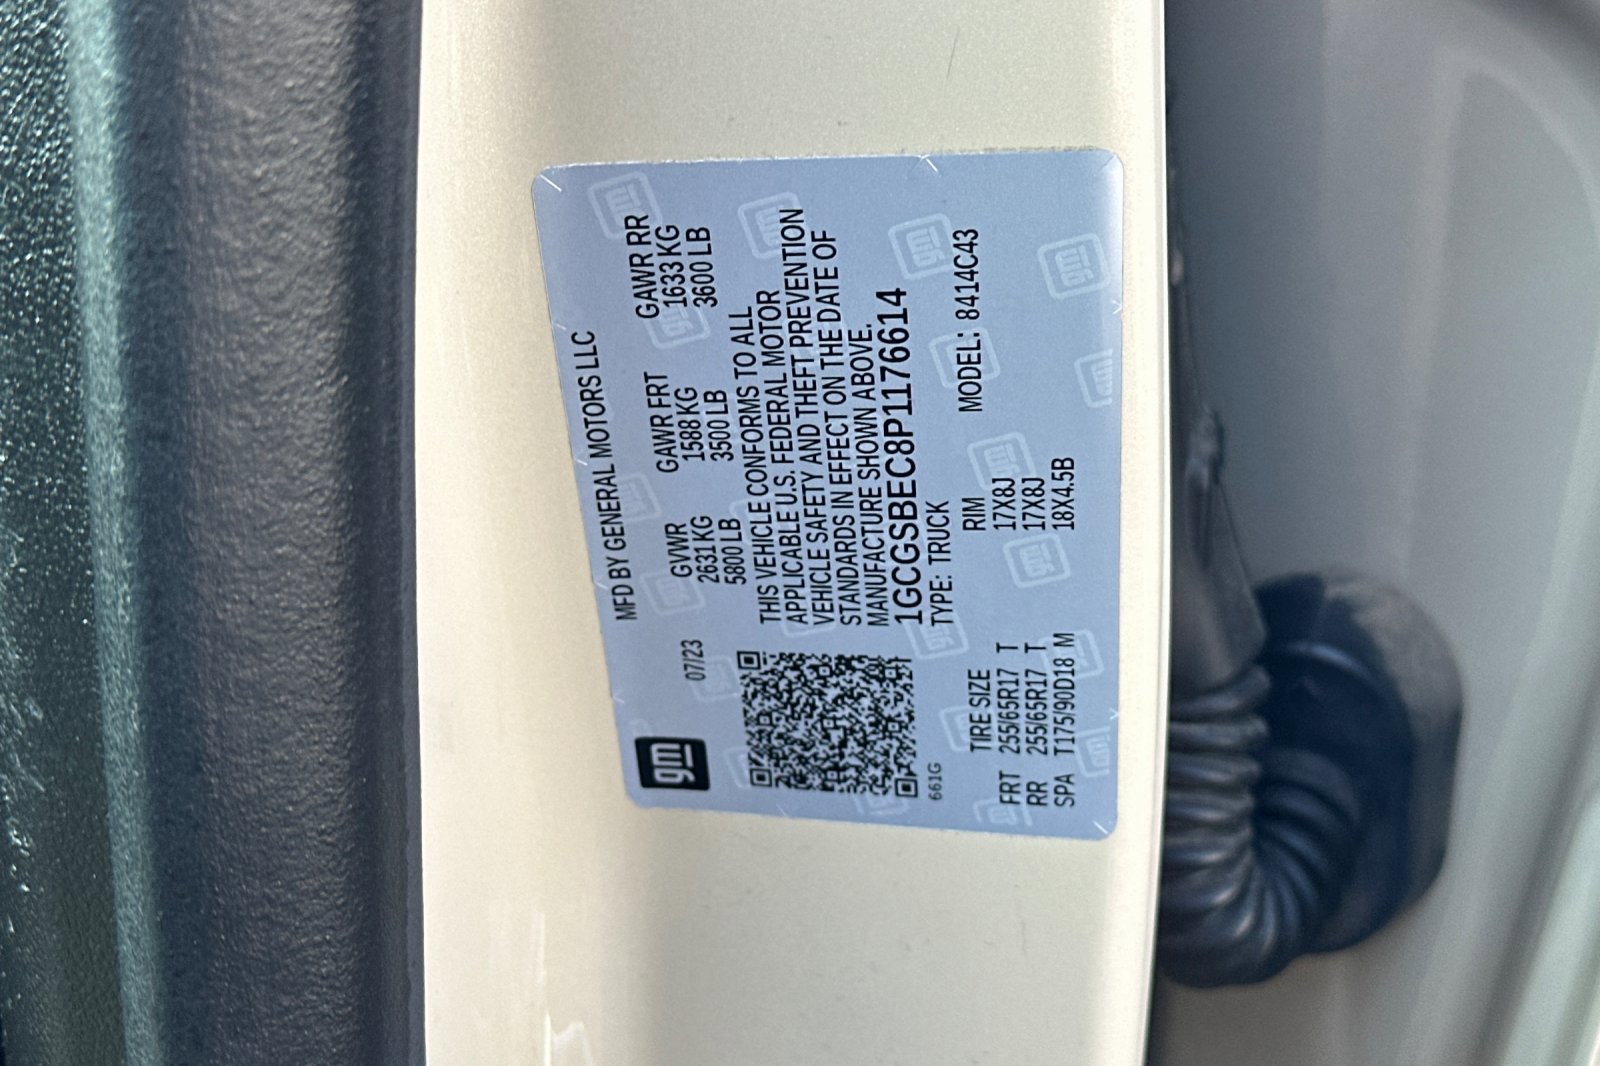 MFD BY GENERAL MOTORS LLC
gm
07/23
GVWR GAWR FRT GAWR RR
2631 KG 1588 KG 1633 KG
5800 LB 3500 LB 3600 LB
THIS VEHICLE CONFORMS TO ALL
APPLICABLE U.S. FEDERAL MOTOR
VEHICLE SAFETY AND THEFT PREVENTION
STANDARDS IN EFFECT ON THE DATE OF
MANUFACTURE SHOWN ABOVE.
1GCGSBEC8P1176614
661G
TYPE: TRUCK MODEL: 8414C43
TIRE SIZE RIM
FRT 255/65R17 T 17X8J
RR 255/65R17 T 17X8J
SPA T175/90D18 M 18X4.5B